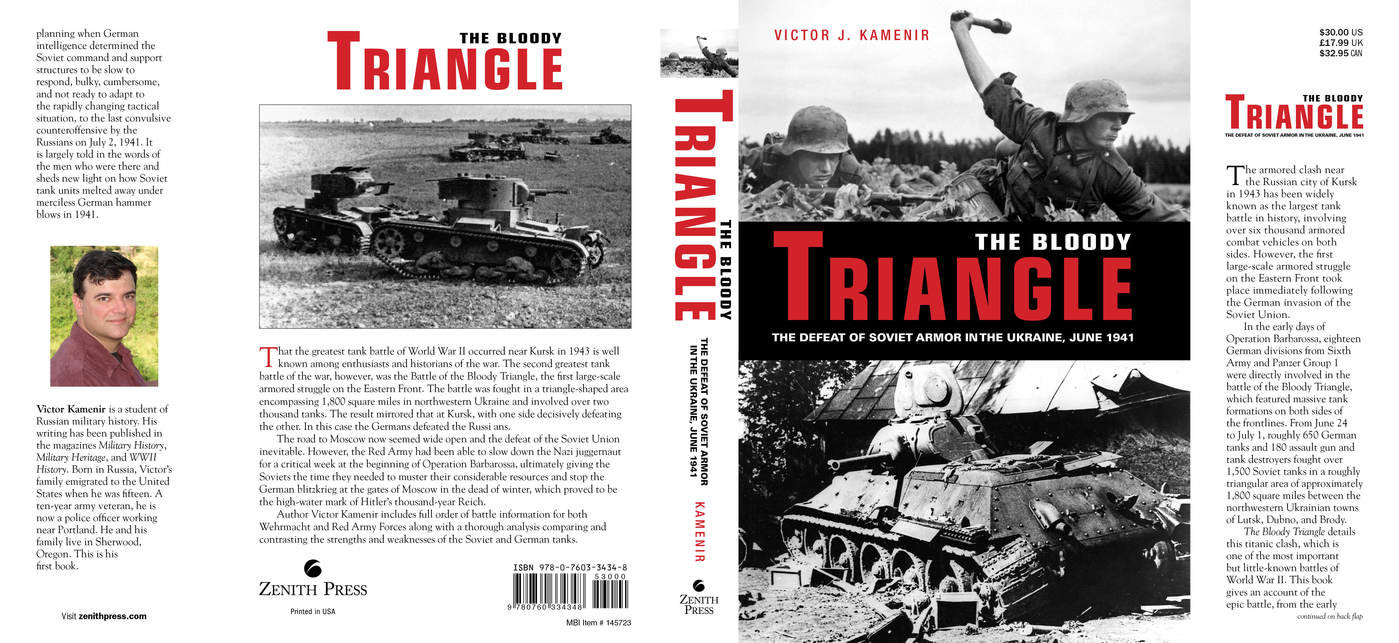 planning when German
intelligence determined the
Soviet command and support
structures to be slow to
respond, bulky, cumbersome,
and not ready to adapt to
the rapidly changing tactical
situation, to the last convulsive
counteroffensive by the
Russians on July 2, 1941. It
is largely told in the words of
the men who were there and
sheds new light on how Soviet
tank units melted away under
merciless German hammer
blows in 1941.
Victor Kamenir is a student of
Russian military history. His
writing has been published in
the magazines Military History,
Military Heritage, and WWII
History. Born in Russia, Victor's
family emigrated to the United
States when he was fifteen. A
ten-year army veteran, he is
now a police officer working
near Portland. He and his
family live in Sherwood,
Oregon. This is his
first book.
Visit zenithpress.com
THE BLOODY
TRIANGLE
That the greatest tank battle of World War II occurred near Kursk in 1943 is well
known among enthusiasts and historians of the war. The second greatest tank
battle of the war, however, was the Battle of the Bloody Triangle, the first large-scale
armored struggle on the Eastern Front. The battle was fought in a triangle-shaped area
encompassing 1,800 square miles in northwestern Ukraine and involved over two
thousand tanks. The result mirrored that at Kursk, with one side decisively defeating
the other. In this case the Germans defeated the Russi ans.
The road to Moscow now seemed wide open and the defeat of the Soviet Union
inevitable. However, the Red Army had been able to slow down the Nazi juggernaut
for a critical week at the beginning of Operation Barbarossa, ultimately giving the
Soviets the time they needed to muster their considerable resources and stop the
German blitzkrieg at the gates of Moscow in the dead of winter, which proved to be
the high-water mark of Hitler's thousand-year Reich.
Author Victor Kamenir includes full order of battle information for both
Wehrmacht and Red Army Forces along with a thorough analysis comparing and
contrasting the strengths and weaknesses of the Soviet and German tanks.
ZENITH PRESS
Printed in USA
ISBN 978-0-7603-3434-8
53000
9 780760 334348
MBI Item # 145723
THE BLOODY
TRIANGLE
THE DEFEAT OF SOVIET ARMOR
IN THE UKRAINE, JUNE 1941
KAMENIR
ZENITH
PRESS
VICTOR J. KAMENIR
THE BLOODY
TRIANGLE
THE DEFEAT OF SOVIET ARMOR IN THE UKRAINE, JUNE 1941
$30.00 US
£17.99 UK
$32.95 CAN
THE BLOODY
TRIANGLE
THE DEFEAT OF SOVIET ARMOR IN THE UKRAINE, JUNE 1941
The armored clash near
the Russian city of Kursk
in 1943 has been widely
known as the largest tank
battle in history, involving
over six thousand armored
combat vehicles on both
sides. However, the first
large-scale armored struggle
on the Eastern Front took
place immediately following
the German invasion of the
Soviet Union.
In the early days of
Operation Barbarossa, eighteen
German divisions from Sixth
Army and Panzer Group 1
were directly involved in the
battle of the Bloody Triangle,
which featured massive tank
formations on both sides of
the frontlines. From June 24
to July 1, roughly 650 German
tanks and 180 assault gun and
tank destroyers fought over
1,500 Soviet tanks in a roughly
triangular area of approximately
1,800 square miles between the
northwestern Ukrainian towns
of Lutsk, Dubno, and Brody.
The Bloody Triangle details
this titanic clash, which is
one of the most important
but little-known battles of
World War II. This book
gives an account of the
epic battle, from the early
continued on back flap